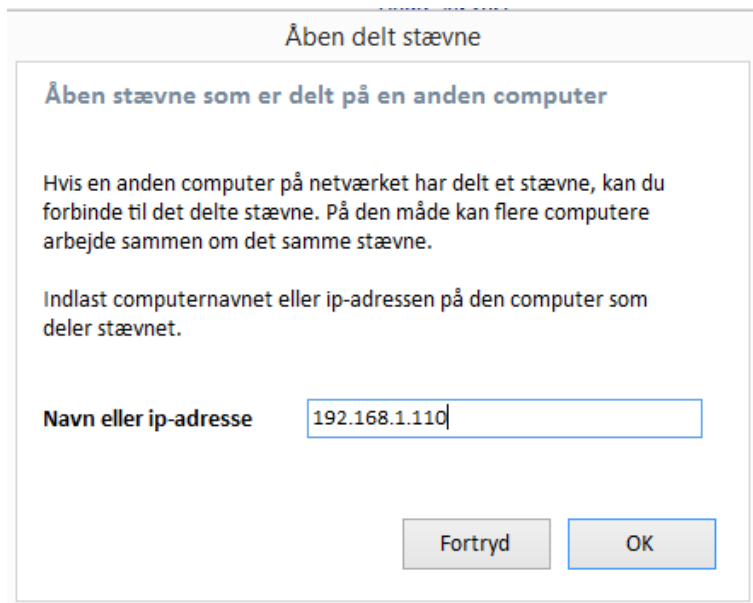 Åben delt stævne
Åben stævne som er delt på en anden computer
Hvis en anden computer på netværket har delt et stævne, kan du
forbinde til det delte stævne. På den måde kan flere computere
arbejde sammen om det samme stævne.
Indlast computernavnet eller ip-adressen på den computer som
deler stævnet.
Navn eller ip-adresse 192.168.1.110
Fortryd OK